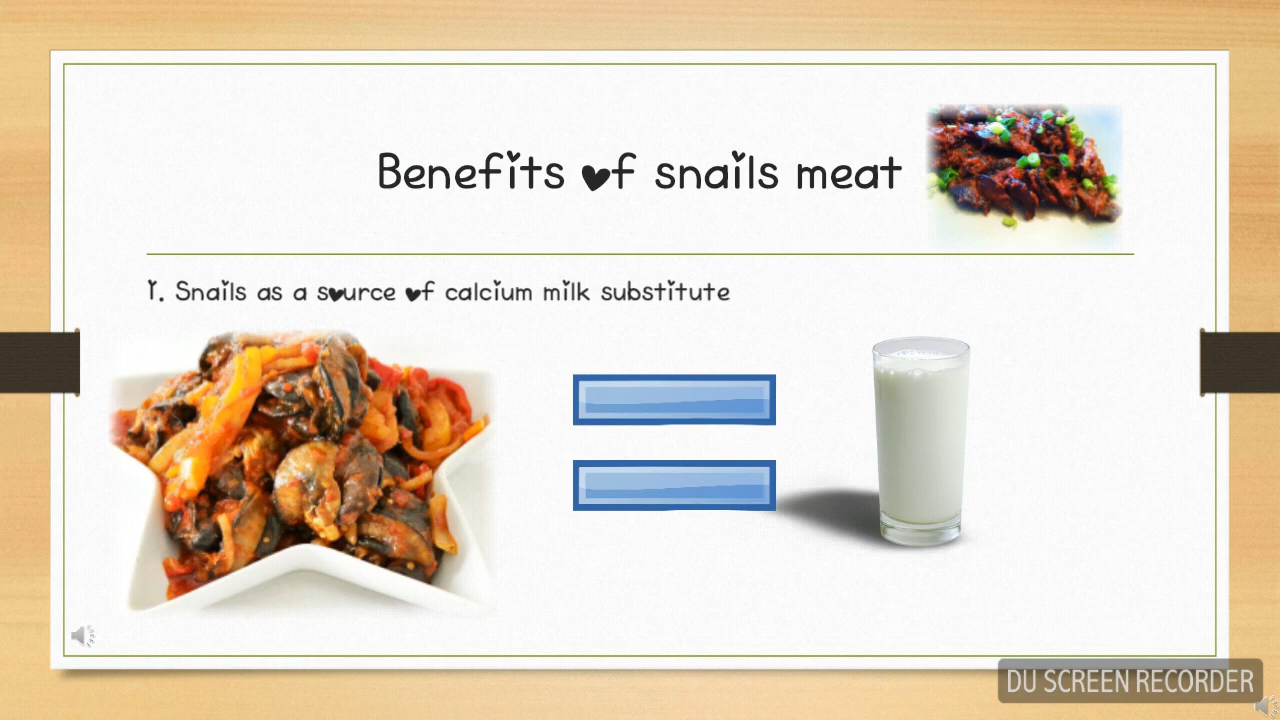 Benefits of snails meat
1. Snails as a source of calcium milk substitute
DU SCREEN RECORDER